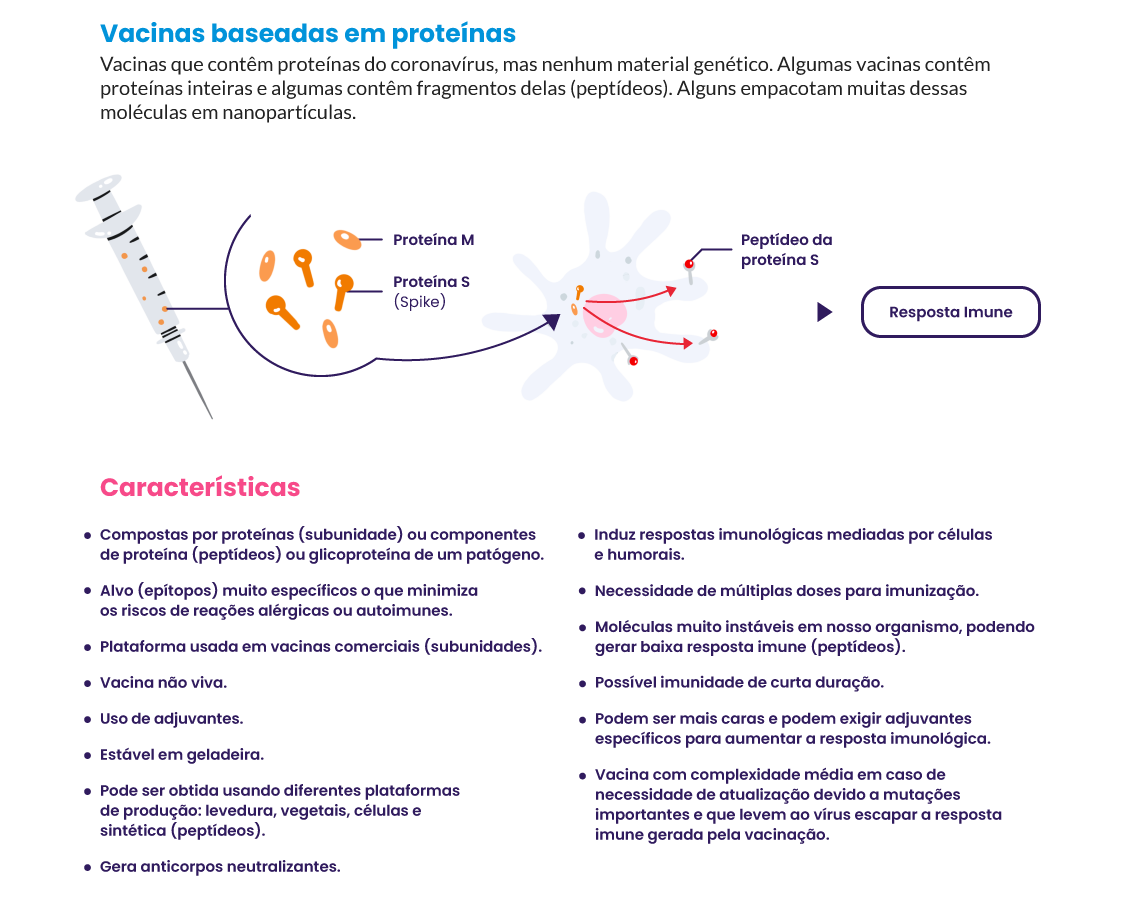 Vacinas baseadas em proteínas
Vacinas que contêm proteínas do coronavírus, mas nenhum material genético. Algumas vacinas contêm
proteínas inteiras e algumas contêm fragmentos delas (peptídeos). Alguns empacotam muitas dessas
moléculas em nanopartículas.
Proteína M
Proteína S
(Spike)
Peptídeo da
proteína S
Resposta Imune
Características
• Compostas por proteínas (subunidade) ou componentes
de proteína (peptídeos) ou glicoproteína de um patógeno.
• Alvo (epítopos) muito específicos o que minimiza
os riscos de reações alérgicas ou autoimunes.
• Plataforma usada em vacinas comerciais (subunidades).
• Vacina não viva.
• Uso de adjuvantes.
• Estável em geladeira.
• Pode ser obtida usando diferentes plataformas
de produção: levedura, vegetais, células e
sintética (peptídeos).
• Gera anticorpos neutralizantes.
• Induz respostas imunológicas mediadas por células
e humorais.
• Necessidade de múltiplas doses para imunização.
• Moléculas muito instáveis em nosso organismo, podendo
gerar baixa resposta imune (peptídeos).
• Possível imunidade de curta duração.
• Podem ser mais caras e podem exigir adjuvantes
específicos para aumentar a resposta imunológica.
• Vacina com complexidade média em caso de
necessidade de atualização devido a mutações
importantes e que levem ao vírus escapar a resposta
imune gerada pela vacinação.